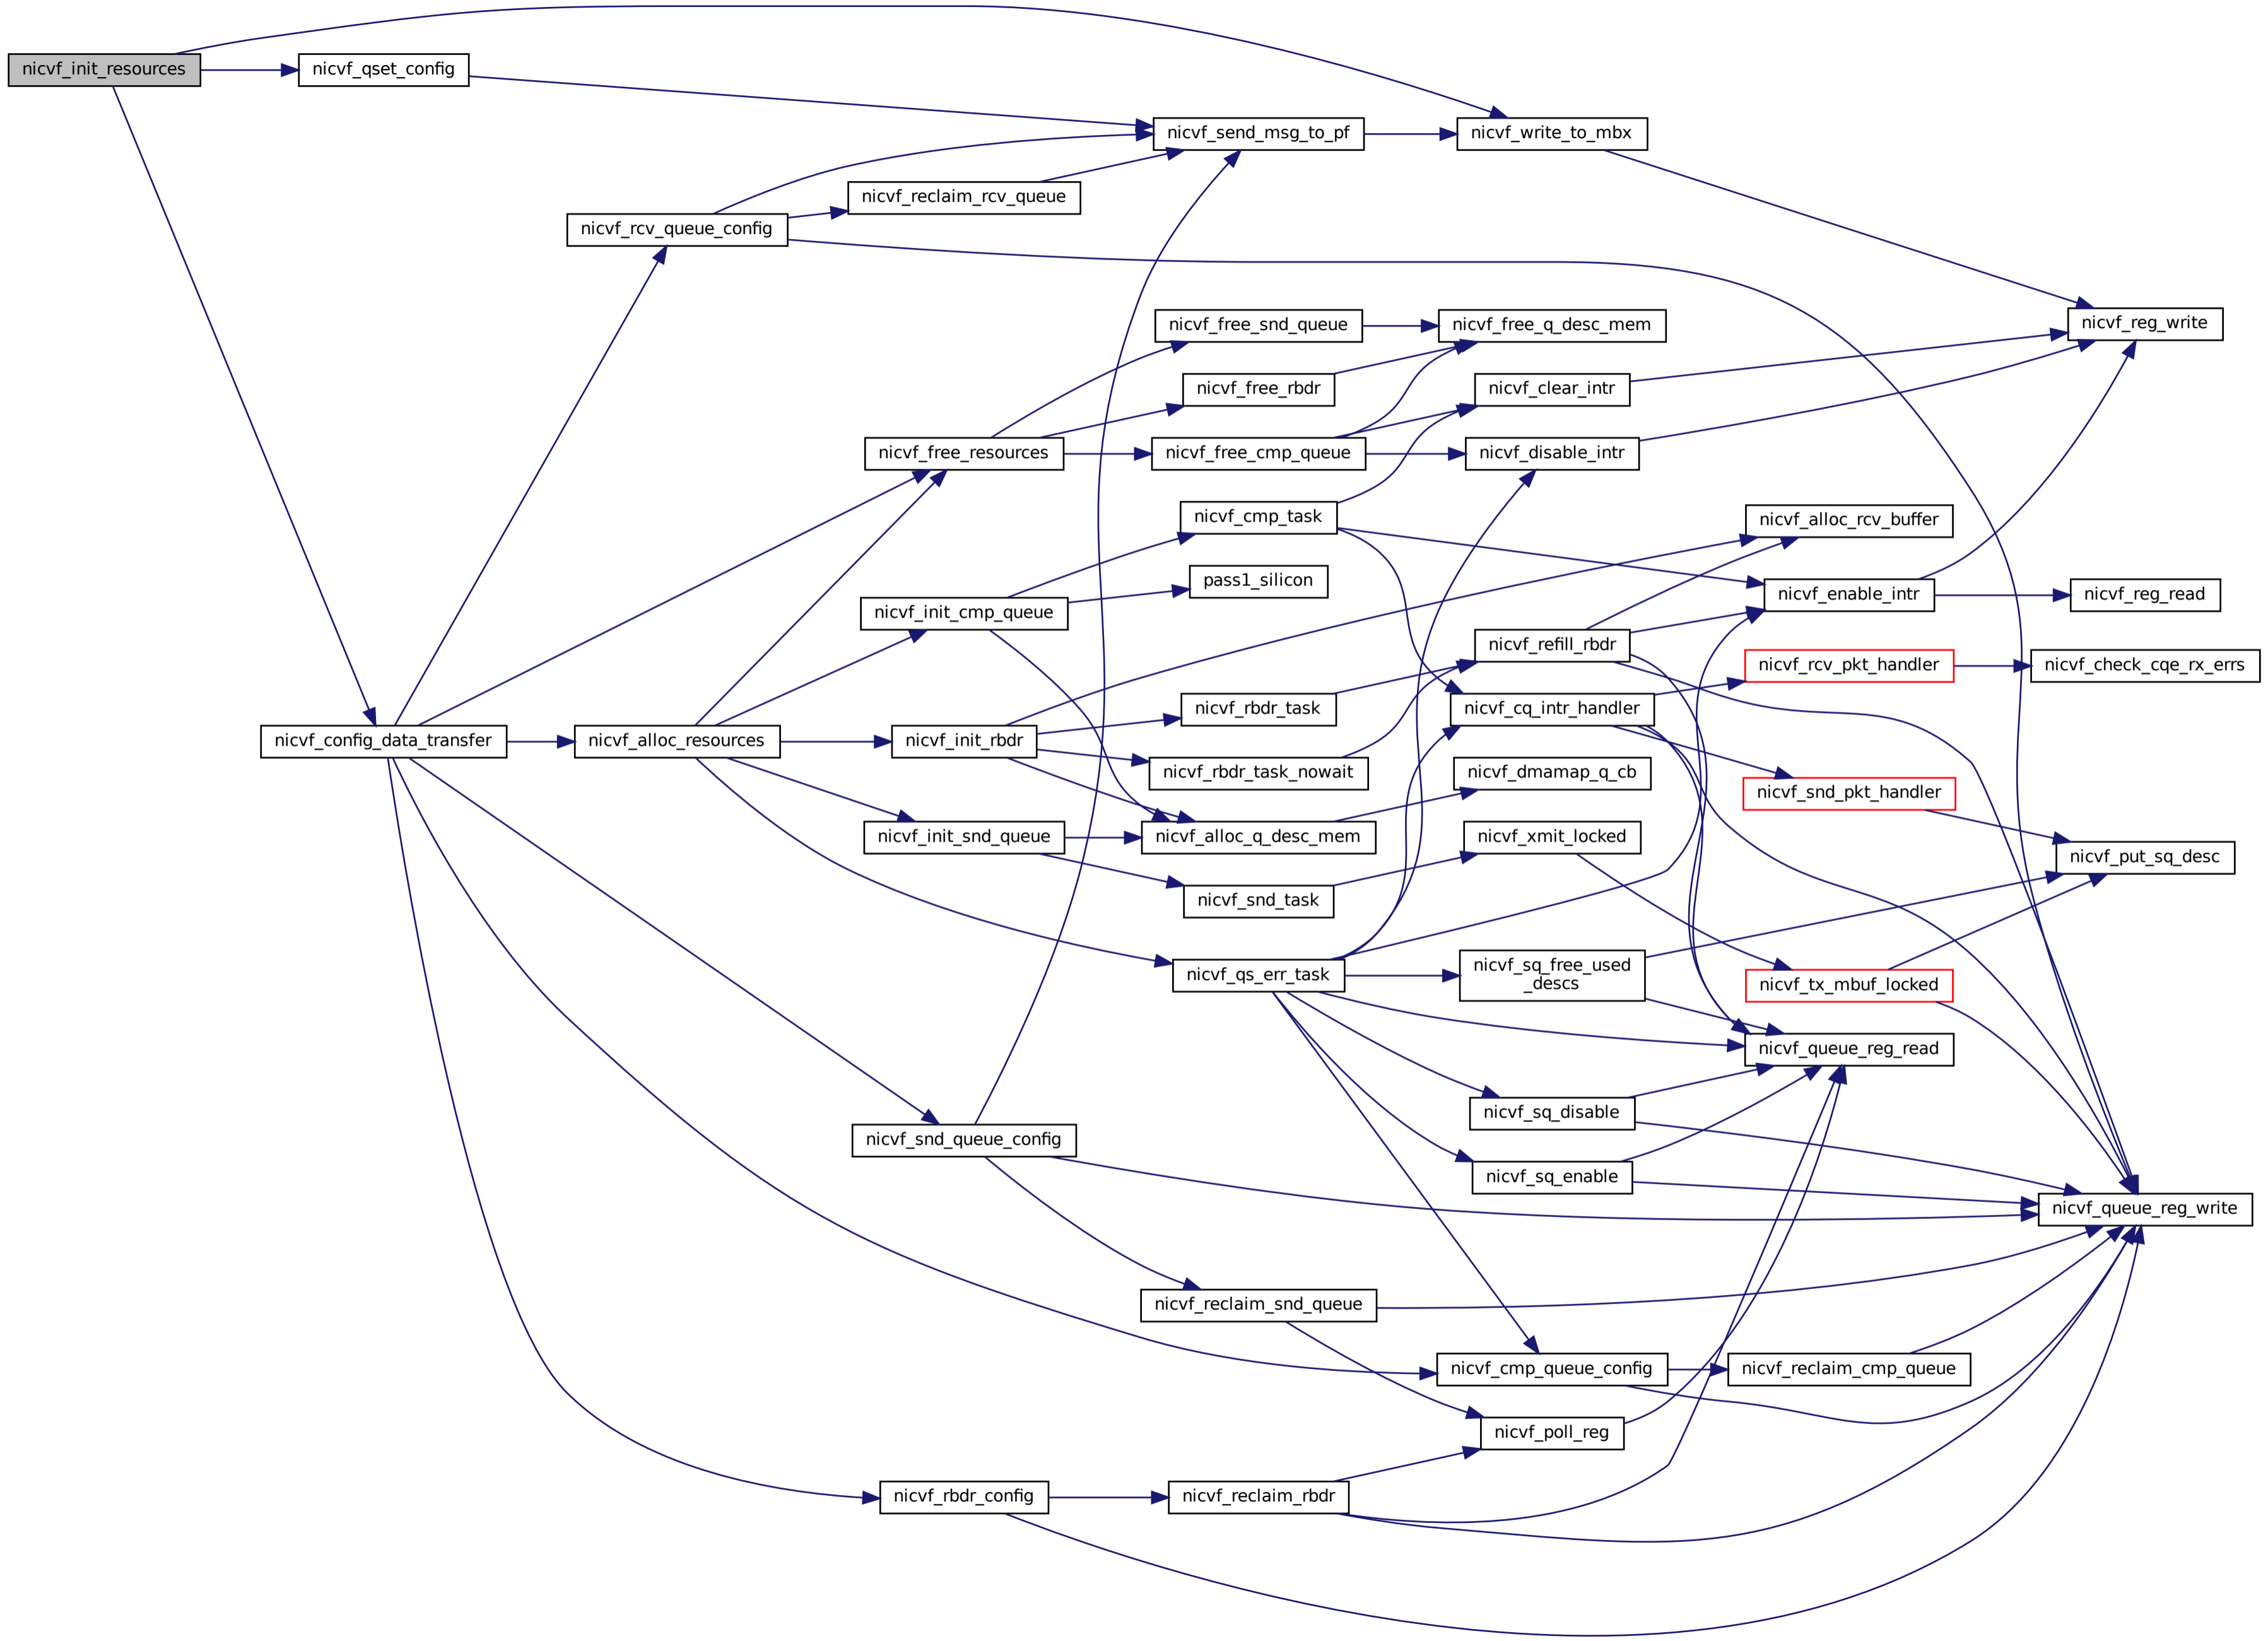 nicvf_init_resources
nicvf_qset_config
nicvf_send_msg_to_pf
nicvf_write_to_mbx
nicvf_reclaim_rcv_queue
nicvf_rcv_queue_config
nicvf_free_snd_queue
nicvf_free_q_desc_mem
nicvf_reg_write
nicvf_free_rbdr
nicvf_clear_intr
nicvf_free_resources
nicvf_free_cmp_queue
nicvf_disable_intr
nicvf_cmp_task
nicvf_alloc_rcv_buffer
pass1_silicon
nicvf_enable_intr
nicvf_reg_read
nicvf_init_cmp_queue
nicvf_refill_rbdr
nicvf_rcv_pkt_handler
nicvf_check_cqe_rx_errs
nicvf_rbdr_task
nicvf_cq_intr_handler
nicvf_config_data_transfer
nicvf_alloc_resources
nicvf_init_rbdr
nicvf_rbdr_task_nowait
nicvf_dmamap_q_cb
nicvf_snd_pkt_handler
nicvf_init_snd_queue
nicvf_alloc_q_desc_mem
nicvf_xmit_locked
nicvf_put_sq_desc
nicvf_snd_task
nicvf_qs_err_task
nicvf_sq_free_used
_descs
nicvf_tx_mbuf_locked
nicvf_queue_reg_read
nicvf_sq_disable
nicvf_snd_queue_config
nicvf_sq_enable
nicvf_queue_reg_write
nicvf_reclaim_snd_queue
nicvf_cmp_queue_config
nicvf_reclaim_cmp_queue
nicvf_poll_reg
nicvf_rbdr_config
nicvf_reclaim_rbdr